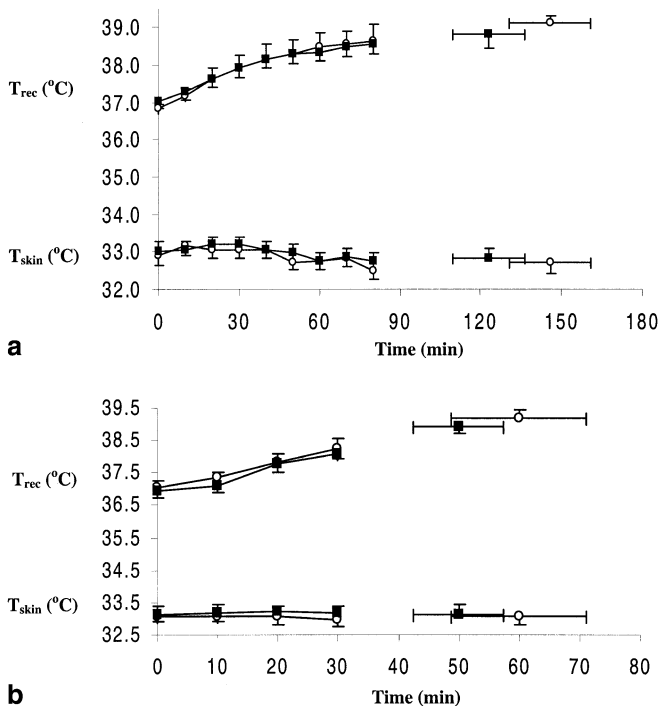 39.0
38.0
Trec (°C)
37.0
36.0
35.0
34.0
Tskin (°C)
33.0
32.0
0 30 60 90 120 150 180
a
Time (min)
39.5
38.5
Trec (°C)
37.5
36.5
35.5
34.5
Tskin (°C)
33.5
32.5
0 10 20 30 40 50 60 70 80
b
Time (min)